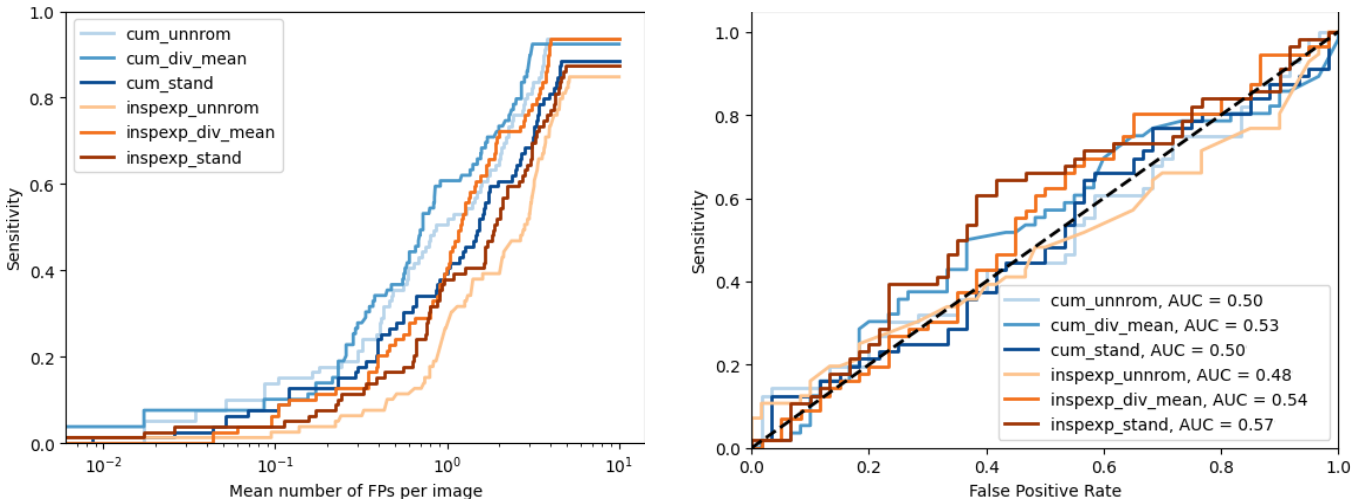 1.0
0.8
0.6
0.4
0.2
0.0
Sensitivity
cum_unnrom
cum_div_mean
cum_stand
inspexp_unnrom
inspexp_div_mean
inspexp_stand
10⁻²
10⁻¹
10⁰
10¹
Mean number of FPs per image
1.0
0.8
0.6
0.4
0.2
0.0
Sensitivity
cum_unnrom, AUC = 0.50
cum_div_mean, AUC = 0.53
cum_stand, AUC = 0.50
inspexp_unnrom, AUC = 0.48
inspexp_div_mean, AUC = 0.54
inspexp_stand, AUC = 0.57
0.0 0.2 0.4 0.6 0.8 1.0
False Positive Rate